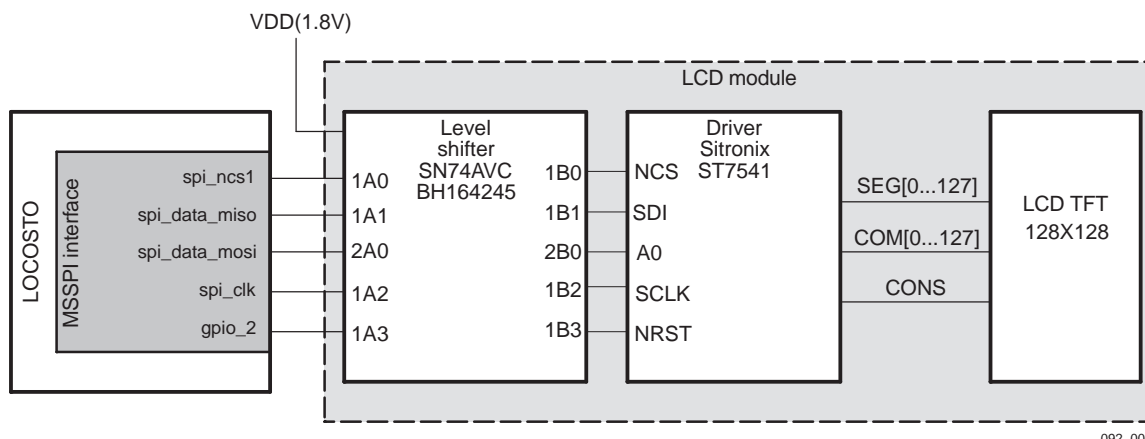 VDD(1.8V)
LCD module
LOCOSTO
MSSPI interface
spi_ncs1
spi_data_miso
spi_data_mosi
spi_clk
gpio_2
Level
shifter
SN74AVC
BH164245
1A0
1A1
2A0
1A2
1A3
1B0
1B1
2B0
1B2
1B3
Driver
Sitronix
ST7541
NCS
SDI
A0
SCLK
NRST
SEG[0...127]
COM[0...127]
CONS
LCD TFT
128X128